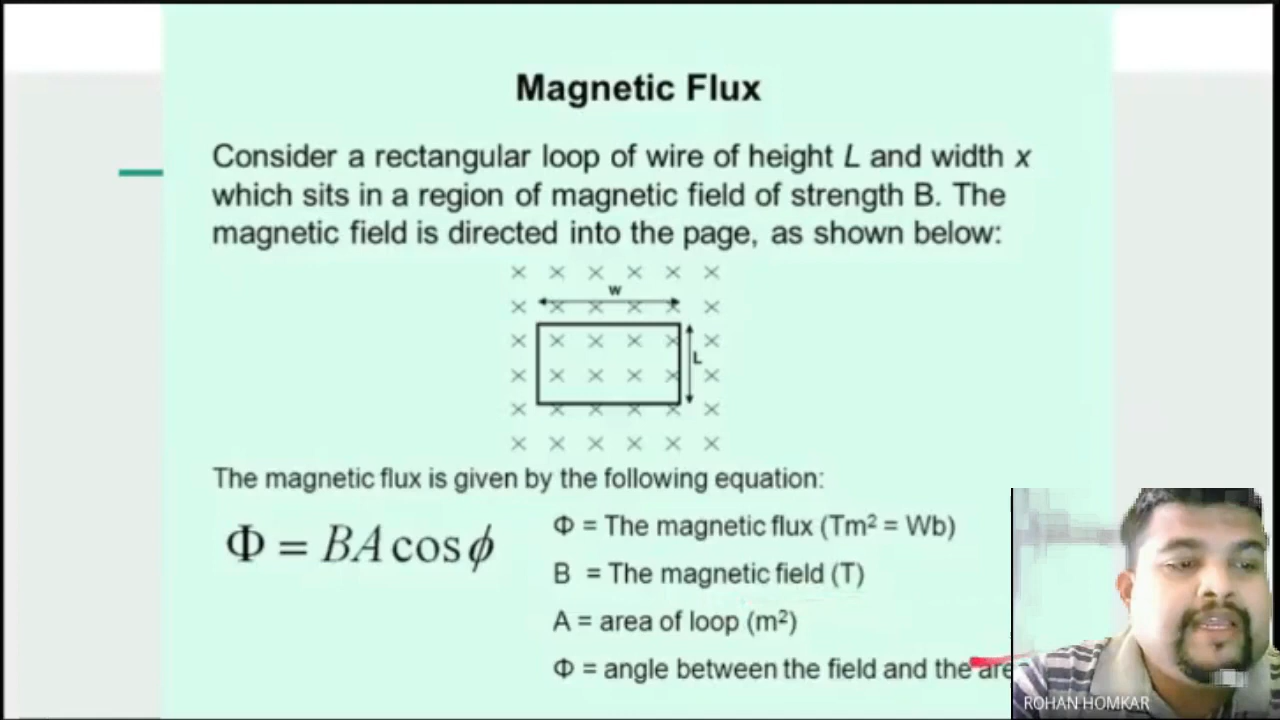 Magnetic Flux
Consider a rectangular loop of wire of height L and width x
which sits in a region of magnetic field of strength B. The
magnetic field is directed into the page, as shown below:
w
L
The magnetic flux is given by the following equation:
Φ = BA cos ϕ
Φ = The magnetic flux (Tm² = Wb)
B = The magnetic field (T)
A = area of loop (m²)
Φ = angle between the field and the are
ROHAN HOMKAR